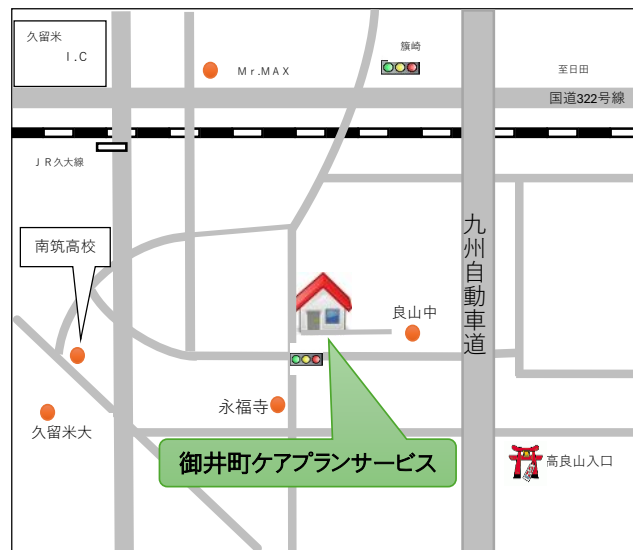 久留米
I.C
Mr.MAX
旗崎
至日田
国道322号線
JR久大線
南筑高校
九州自動車道
良山中
永福寺
久留米大
御井町ケアプランサービス
高良山入口